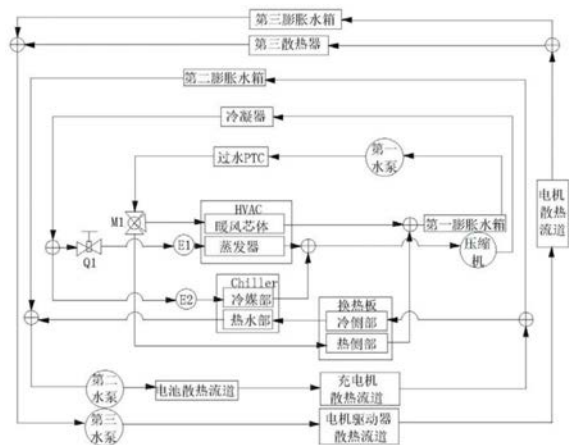 第三膨胀水箱
第三散热器
第二膨胀水箱
冷凝器
过水PTC
第一
水泵
HVAC
M1
暖风芯体
第一膨胀水箱
电机
散热
流道
Q1
E1
蒸发器
压缩
机
Chiller
E2
冷媒部
换热板
热水部
冷侧部
热侧部
第二
水泵
电池散热流道
充电机
散热流道
第三
水泵
电机驱动器
散热流道